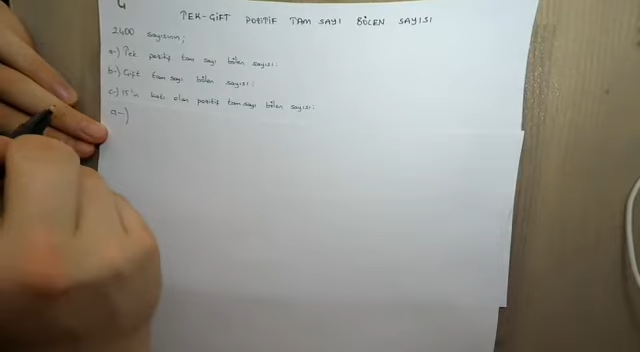 4
TEK-ÇİFT POZİTİF TAM SAYI BÖLEN SAYISI
2400 sayısının;
a-) Tek pozitif tam sayı bölen sayısı:
b-) Çift tam sayı bölen sayısı:
c-) 15'in katı olan pozitif tam sayı bölen sayısı:
a-)